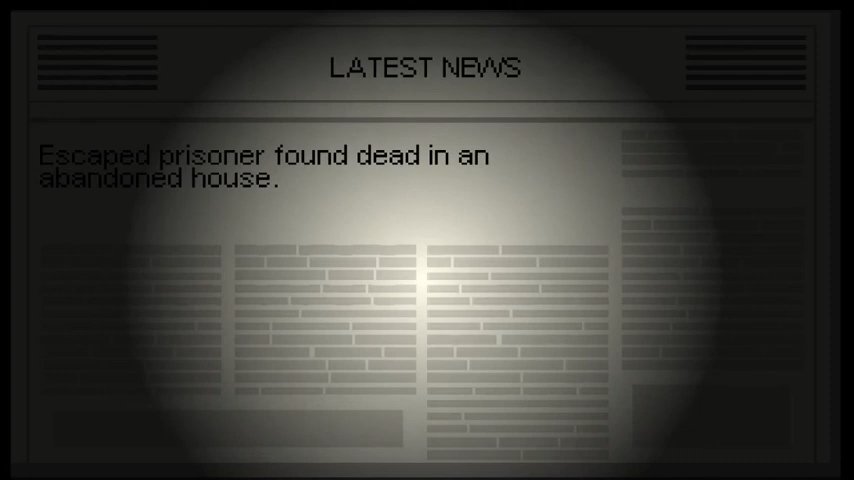 LATEST NEWS
Escaped prisoner found dead in an
abandoned house.